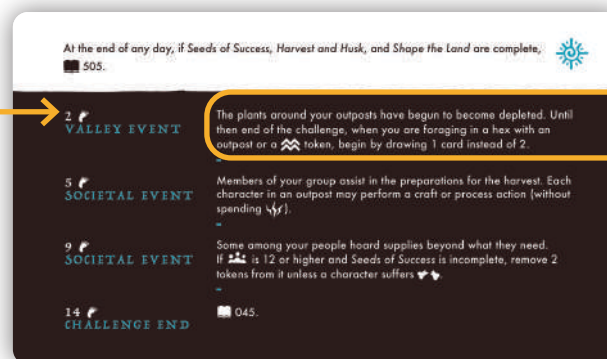 At the end of any day, if Seeds of Success, Harvest and Husk, and Shape the Land are complete,
505.
2
VALLEY EVENT
The plants around your outposts have begun to become depleted. Until
then end of the challenge, when you are foraging in a hex with an
outpost or a token, begin by drawing 1 card instead of 2.
5
SOCIETAL EVENT
Members of your group assist in the preparations for the harvest. Each
character in an outpost may perform a craft or process action (without
spending ).
9
SOCIETAL EVENT
Some among your people hoard supplies beyond what they need.
If is 12 or higher and Seeds of Success is incomplete, remove 2
tokens from it unless a character suffers .
14
CHALLENGE END
045.